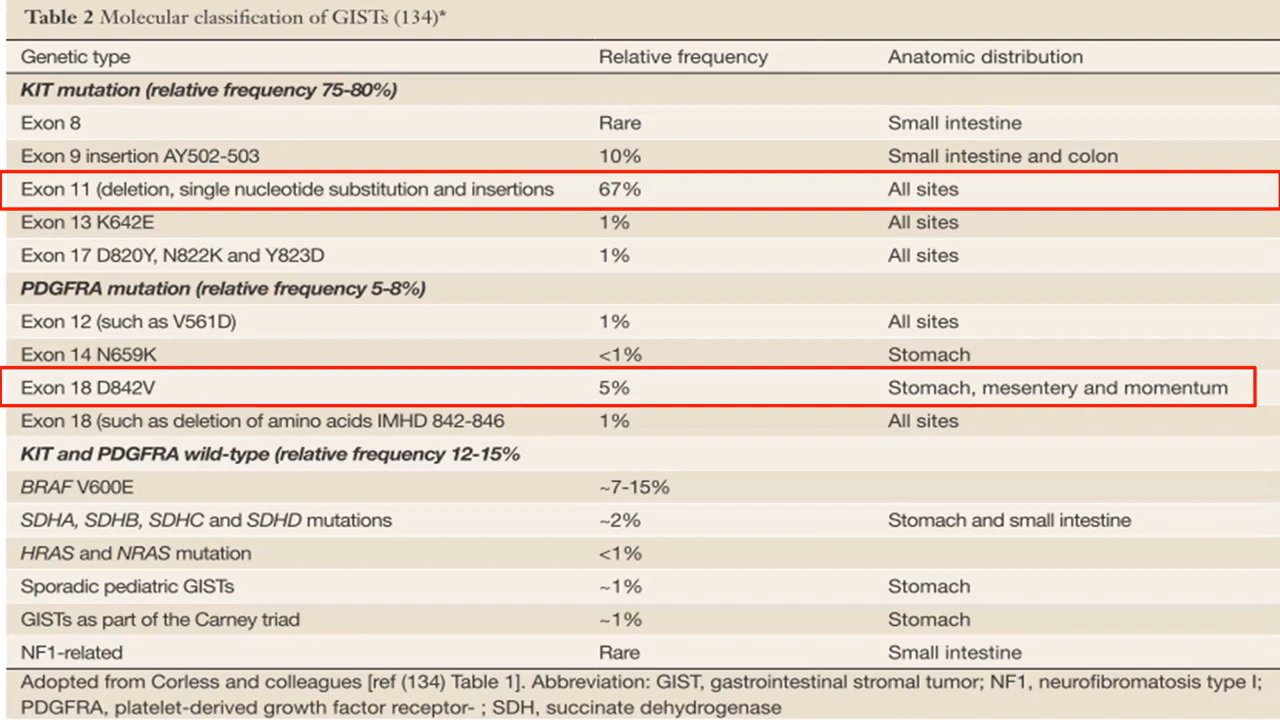 Table 2 Molecular classification of GISTs (134)*
Genetic type Relative frequency Anatomic distribution
KIT mutation (relative frequency 75-80%)
Exon 8 Rare Small intestine
Exon 9 insertion AY502-503 10% Small intestine and colon
Exon 11 (deletion, single nucleotide substitution and insertions 67% All sites
Exon 13 K642E 1% All sites
Exon 17 D820Y, N822K and Y823D 1% All sites
PDGFRA mutation (relative frequency 5-8%)
Exon 12 (such as V561D) 1% All sites
Exon 14 N659K <1% Stomach
Exon 18 D842V 5% Stomach, mesentery and momentum
Exon 18 (such as deletion of amino acids IMHD 842-846 1% All sites
KIT and PDGFRA wild-type (relative frequency 12-15%
BRAF V600E ~7-15%
SDHA, SDHB, SDHC and SDHD mutations ~2% Stomach and small intestine
HRAS and NRAS mutation <1%
Sporadic pediatric GISTs ~1% Stomach
GISTs as part of the Carney triad ~1% Stomach
NF1-related Rare Small intestine
Adopted from Corless and colleagues [ref (134) Table 1]. Abbreviation: GIST, gastrointestinal stromal tumor; NF1, neurofibromatosis type I;
PDGFRA, platelet-derived growth factor receptor- ; SDH, succinate dehydrogenase